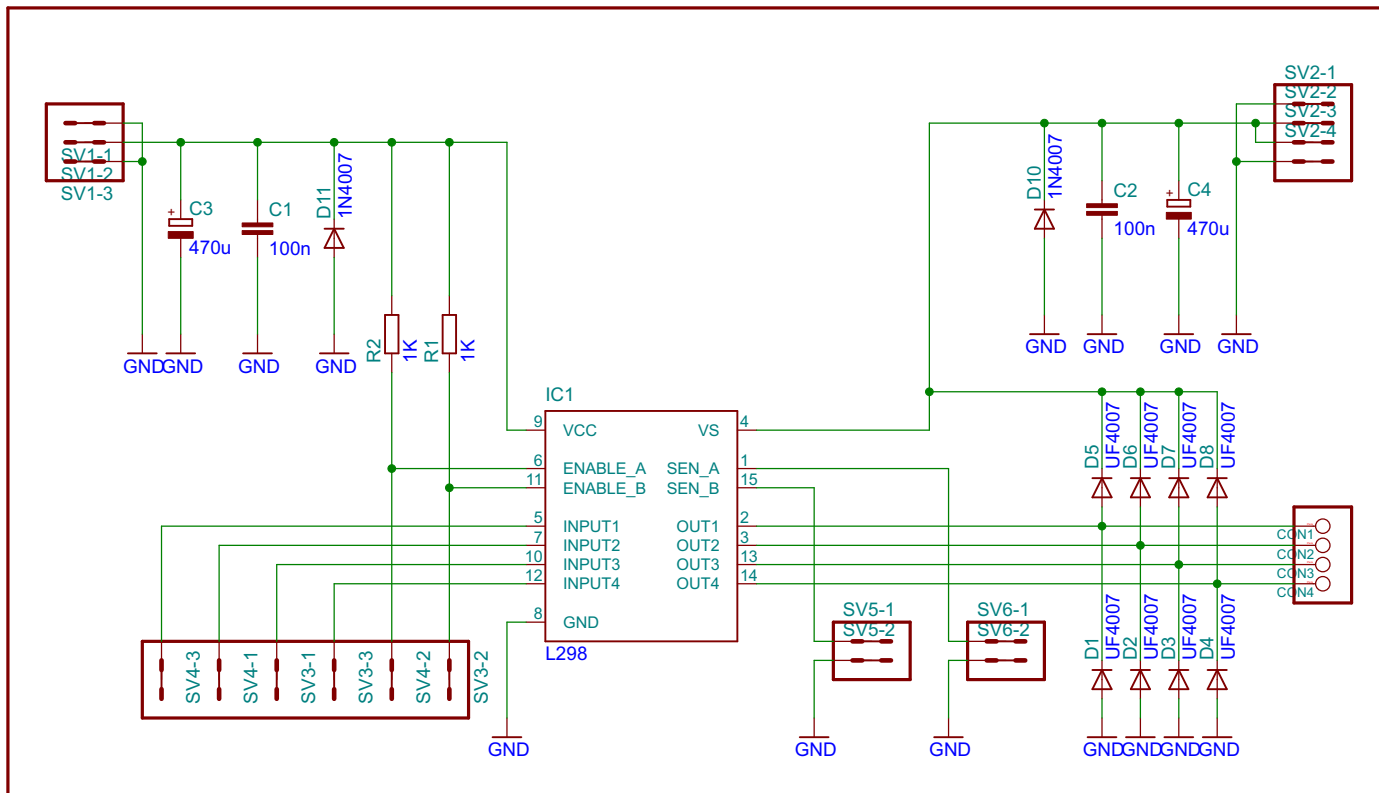 SV1-1
SV1-2
SV1-3
C3
470u
C1
100n
D11
1N4007
R2
1K
R1
1K
GND
GND
GND
GND
SV2-1
SV2-2
SV2-3
SV2-4
D10
1N4007
C2
100n
C4
470u
GND
GND
GND
GND
IC1
9 VCC
VS 4
6 ENABLE_A
SEN_A 1
11 ENABLE_B
SEN_B 15
5 INPUT1
OUT1 2
7 INPUT2
OUT2 3
10 INPUT3
OUT3 13
12 INPUT4
OUT4 14
8 GND
L298
D5
UF4007
D6
UF4007
D7
UF4007
D8
UF4007
CON1
CON2
CON3
CON4
D1
UF4007
D2
UF4007
D3
UF4007
D4
UF4007
SV5-1
SV5-2
SV6-1
SV6-2
SV4-3
SV4-1
SV3-1
SV3-3
SV4-2
SV3-2
GND
GND
GND
GND
GND
GND
GND